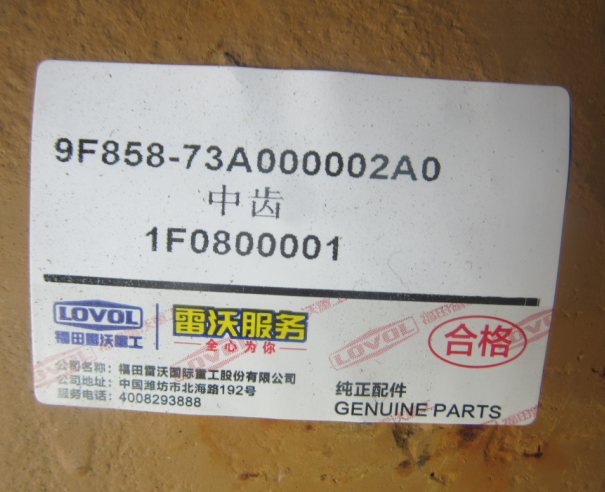 9F858-73A000002A0
中齿
1F0800001
LOVOL
福田雷沃重工
雷沃服务
全心为你
合格
公司名称：福田雷沃国际重工股份有限公司
公司地址：中国潍坊市北海路192号
服务电话：4008293888
纯正配件
GENUINE PARTS